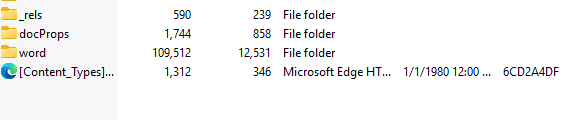 _rels 590 239 File folder
docProps 1,744 858 File folder
word 109,512 12,531 File folder
[Content_Types]... 1,312 346 Microsoft Edge HT... 1/1/1980 12:00 ... 6CD2A4DF